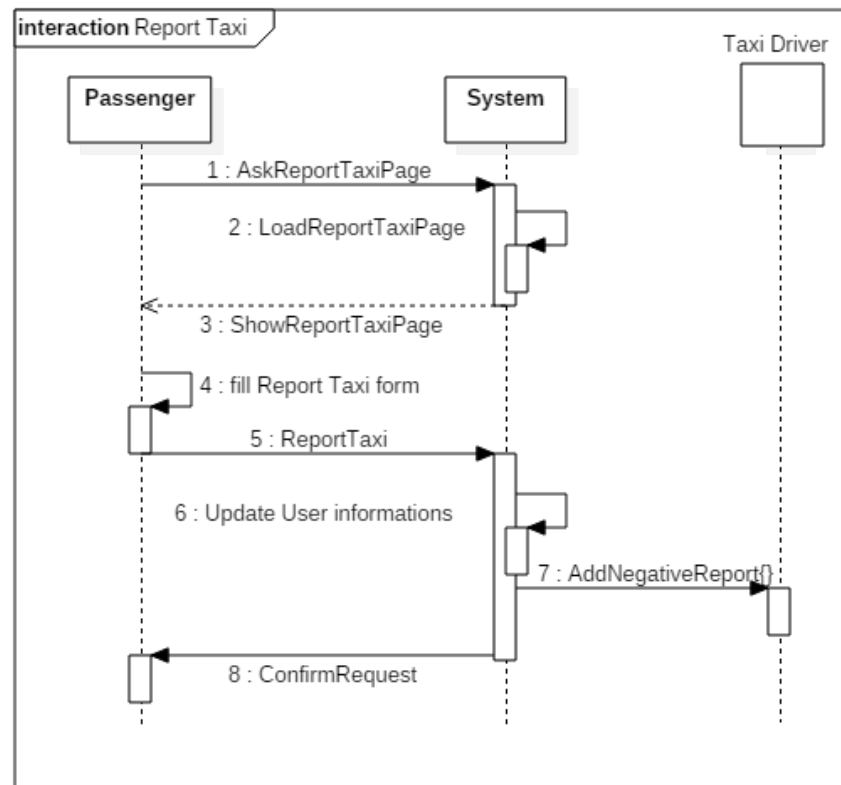 interaction Report Taxi
Taxi Driver
Passenger
System
1 : AskReportTaxiPage
2 : LoadReportTaxiPage
3 : ShowReportTaxiPage
4 : fill Report Taxi form
5 : ReportTaxi
6 : Update User informations
7 : AddNegativeReport{}
8 : ConfirmRequest